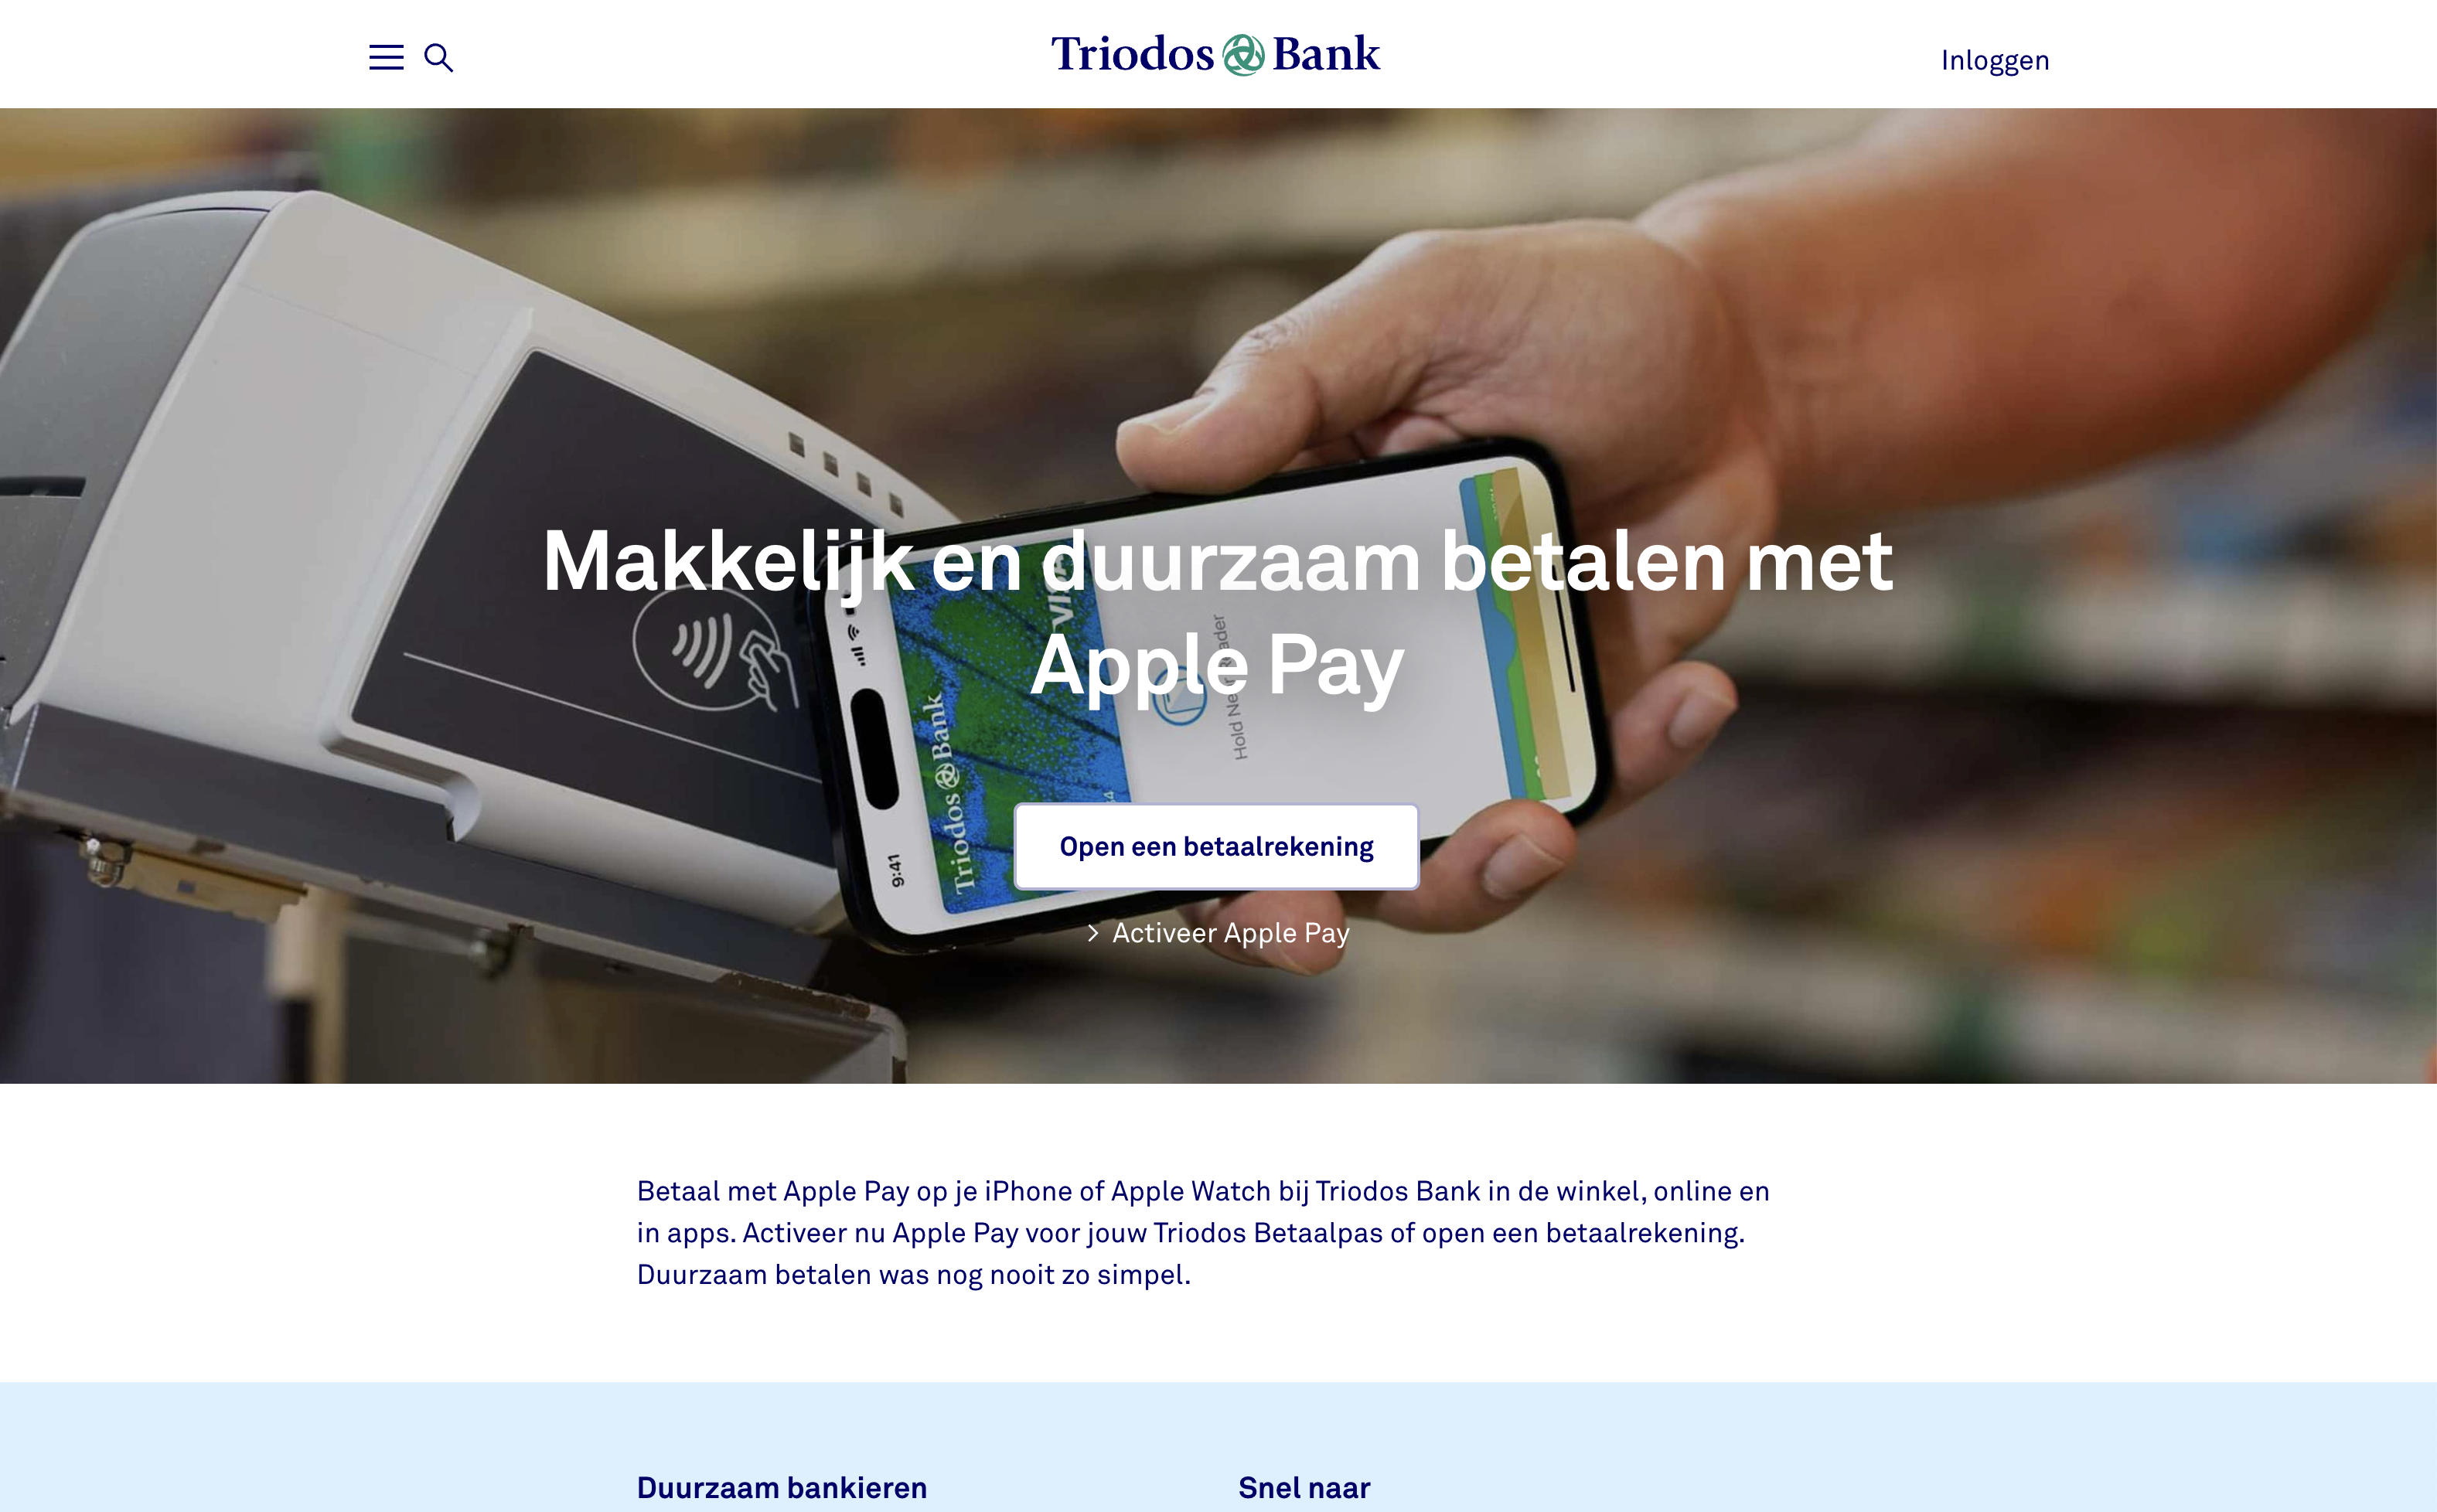 Triodos Bank
Inloggen
Makkelijk en duurzaam betalen met
Apple Pay
VISA
Triodos Bank
Hold Near Reader
9:41
Open een betaalrekening
Activeer Apple Pay
Betaal met Apple Pay op je iPhone of Apple Watch bij Triodos Bank in de winkel, online en
in apps. Activeer nu Apple Pay voor jouw Triodos Betaalpas of open een betaalrekening.
Duurzaam betalen was nog nooit zo simpel.
Duurzaam bankieren
Snel naar